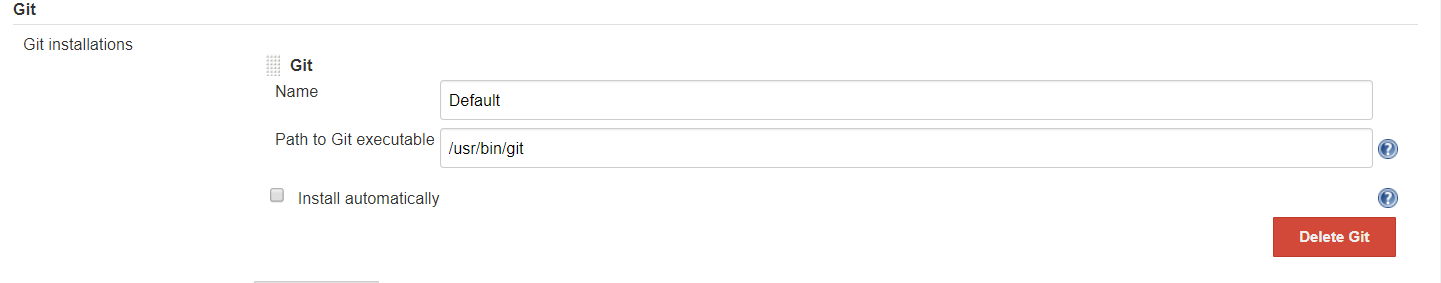 Git
Git installations
Git
Name
Default
Path to Git executable
/usr/bin/git
Install automatically
Delete Git